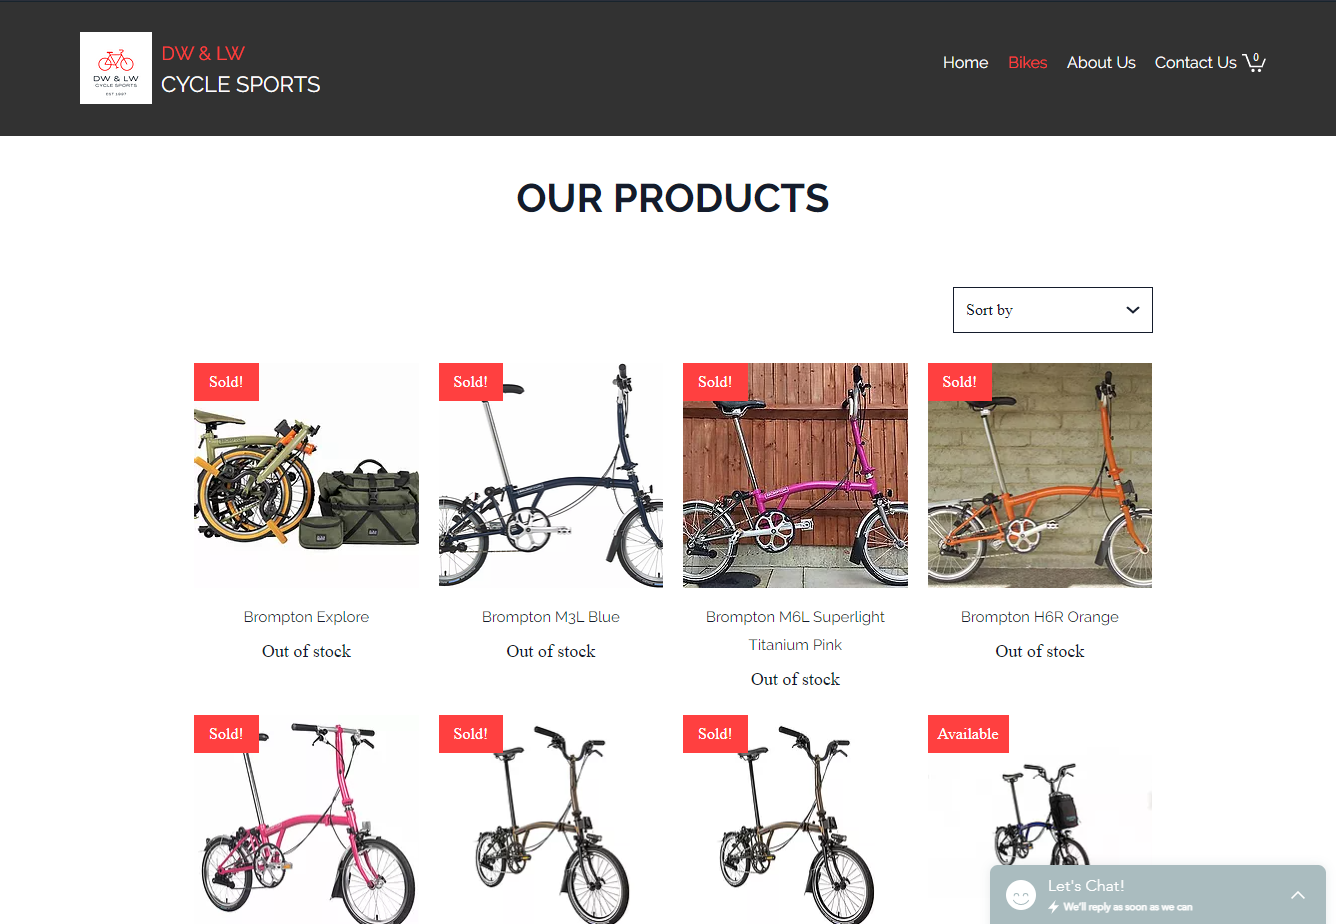 DW & LW
CYCLE SPORTS
EST 1997
DW & LW
CYCLE SPORTS
Home
Bikes
About Us
Contact Us
0
OUR PRODUCTS
Sort by
Sold!
Sold!
Sold!
Sold!
Brompton Explore
Out of stock
Brompton M3L Blue
Out of stock
Brompton M6L Superlight
Titanium Pink
Out of stock
Brompton H6R Orange
Out of stock
Sold!
Sold!
Sold!
Available
Let's Chat!
We'll reply as soon as we can